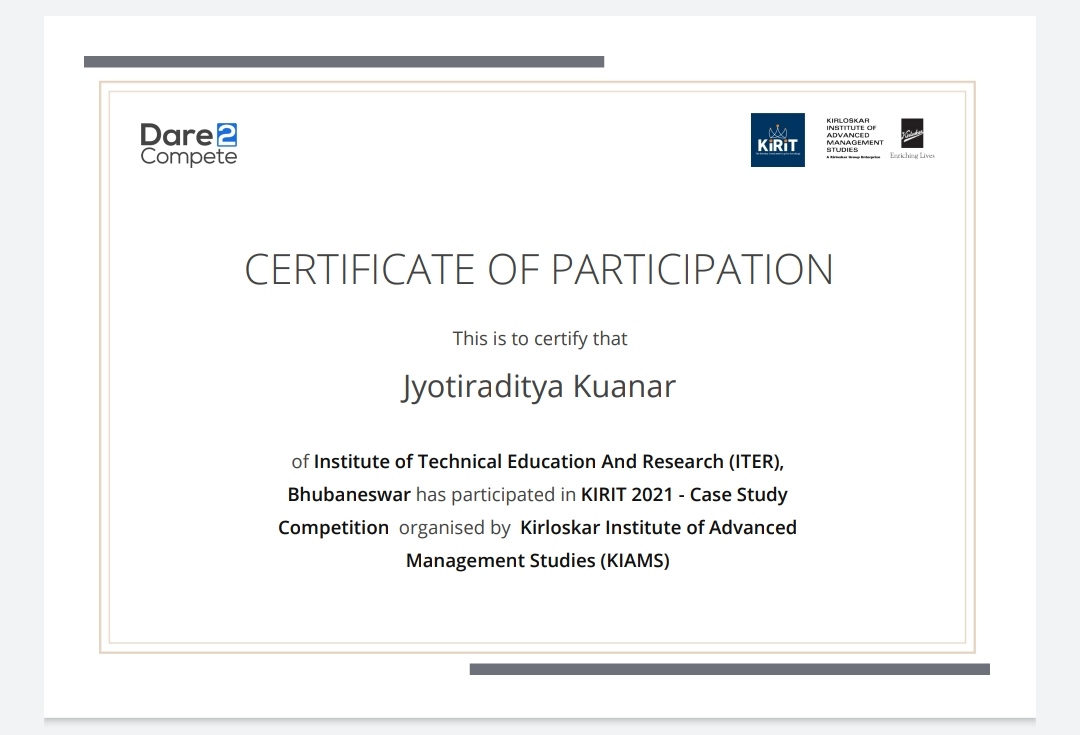 Dare2
Compete
KiRiT
KIRLOSKAR
INSTITUTE OF
ADVANCED
MANAGEMENT
STUDIES
A Kirloskar Group Enterprise
Kirloskar
Enriching Lives
CERTIFICATE OF PARTICIPATION
This is to certify that
Jyotiraditya Kuanar
of Institute of Technical Education And Research (ITER),
Bhubaneswar has participated in KIRIT 2021 - Case Study
Competition organised by Kirloskar Institute of Advanced
Management Studies (KIAMS)